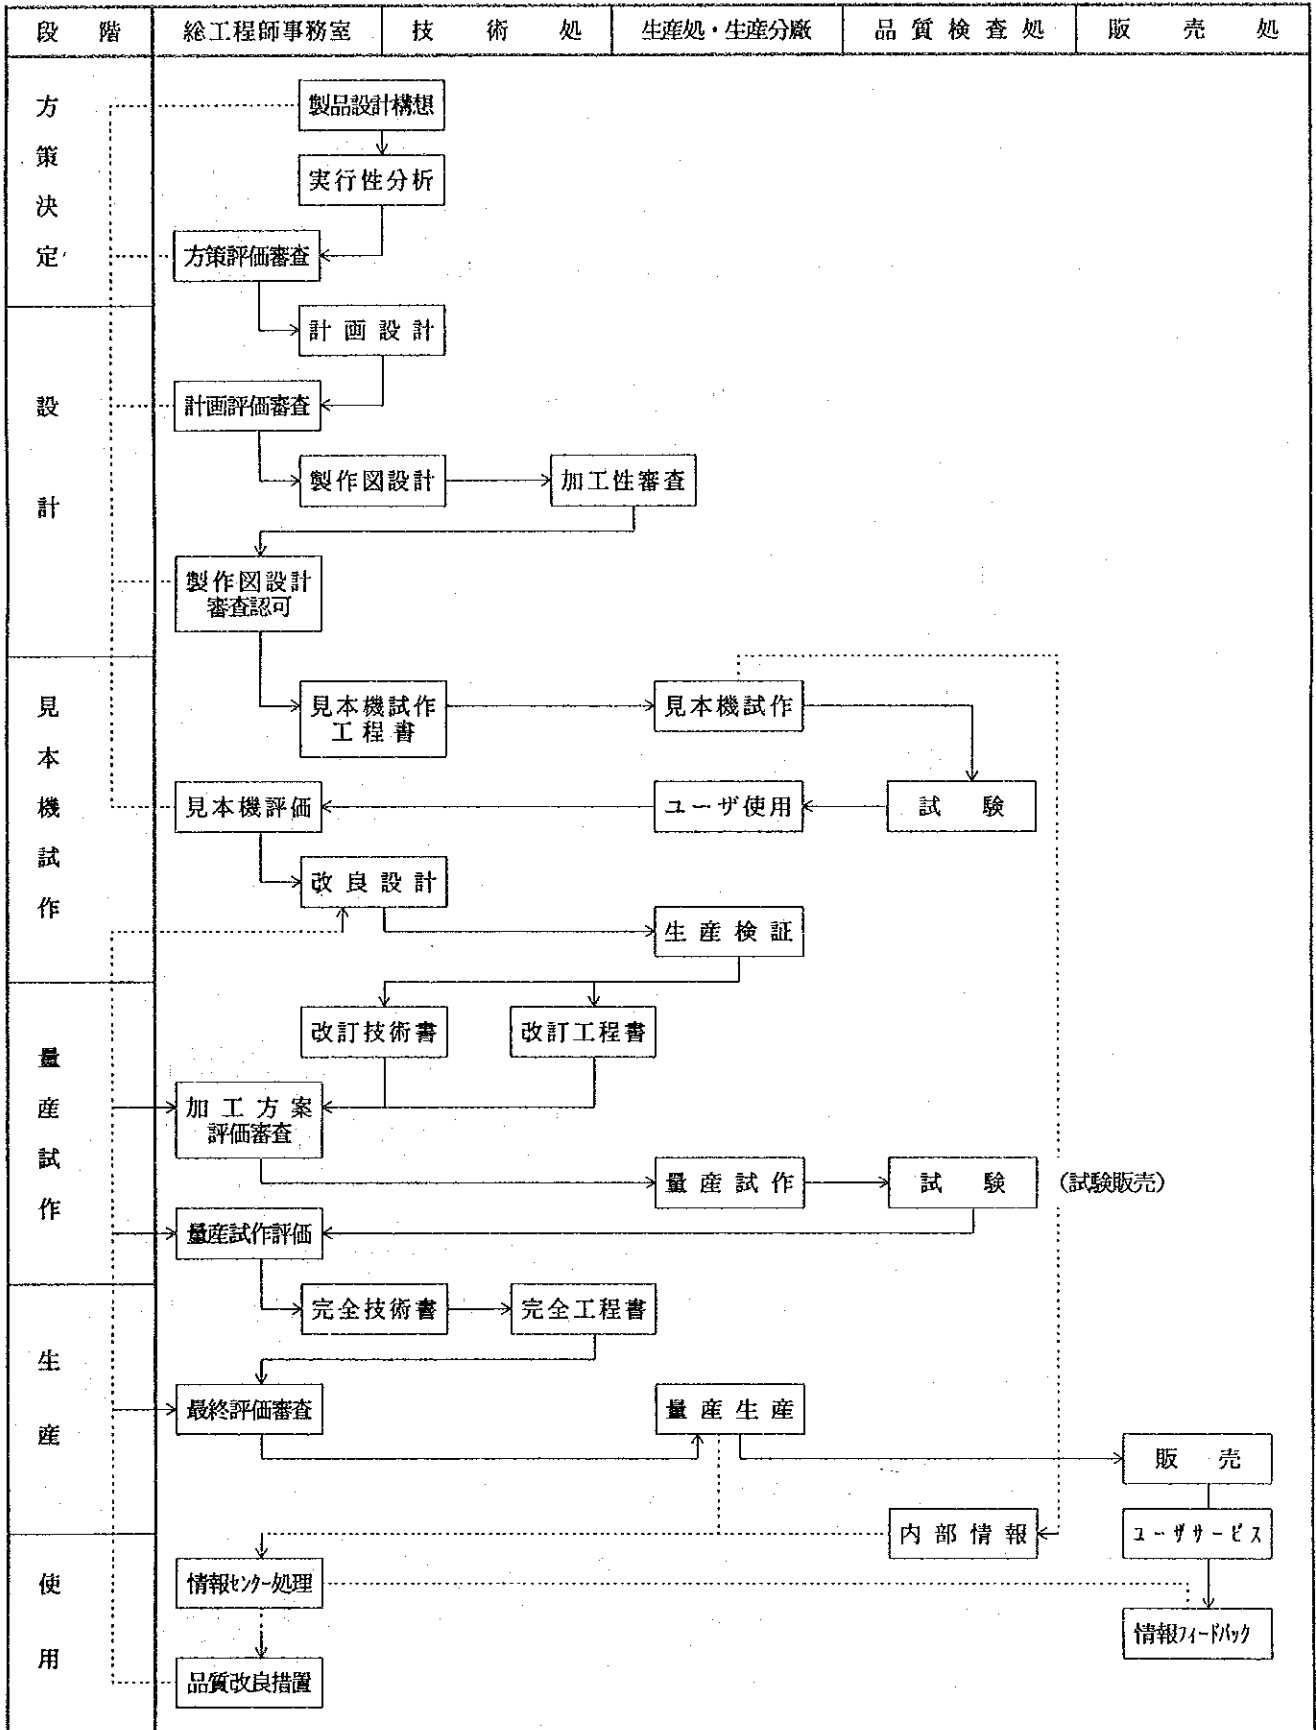 段階 総工程師事務室 技術処 生産処・生産分廠 品質検査処 販売処
方策決定
製品設計構想
実行性分析
方策評価審査
設計
計画設計
計画評価審査
製作図設計 加工性審査
製作図設計
審査認可
見本機試作
見本機試作
工程書
見本機試作
見本機評価 ユーザ使用 試験
改良設計
生産検証
量産試作
改訂技術書 改訂工程書
加工方案
評価審査
量産試作 試験 (試験販売)
量産試作評価
生産
完全技術書 完全工程書
最終評価審査 量産生産
販売
使用
内部情報 ユーザサービス
情報センター処理
情報フィードバック
品質改良措置